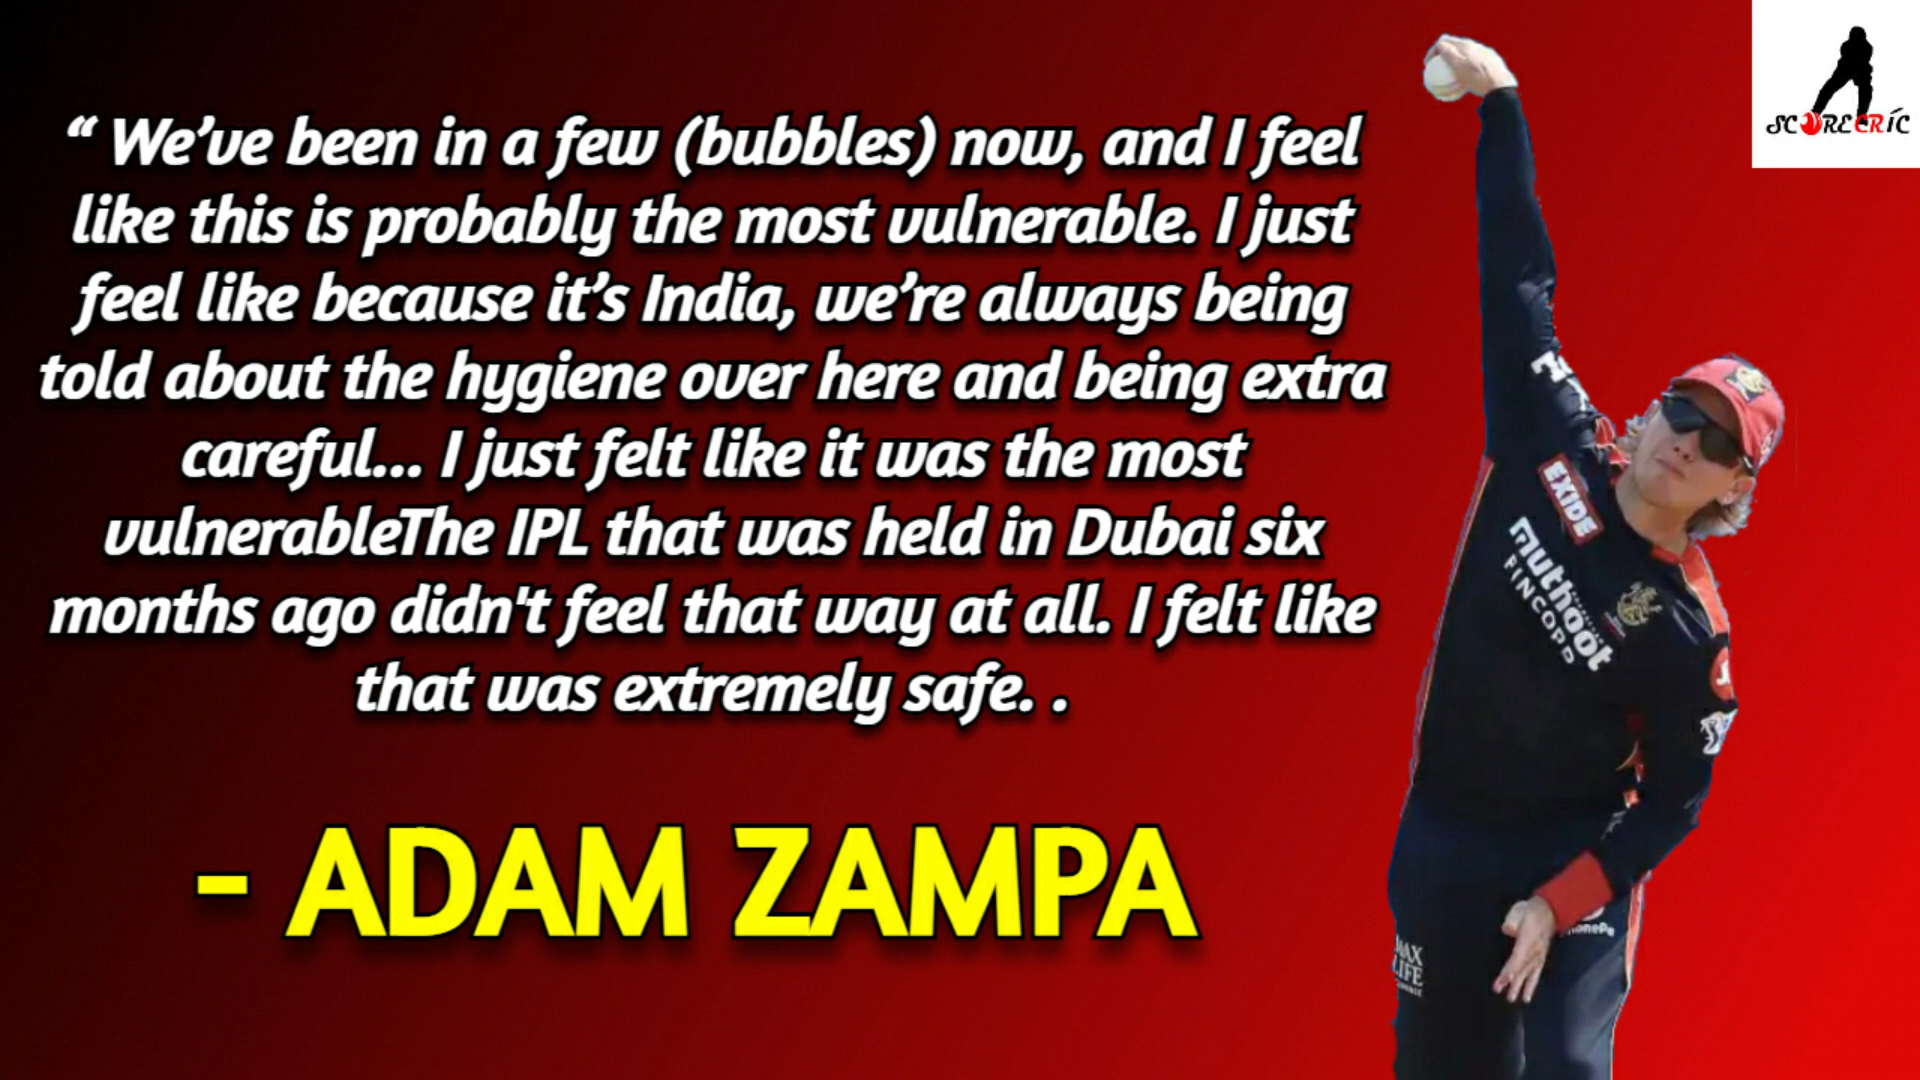 “ We’ve been in a few (bubbles) now, and I feel
like this is probably the most vulnerable. I just
feel like because it’s India, we’re always being
told about the hygiene over here and being extra
careful... I just felt like it was the most
vulnerableThe IPL that was held in Dubai six
months ago didn't feel that way at all. I felt like
that was extremely safe. .
- ADAM ZAMPA
SCORECRIC
EXIDE
muthoot
FINCORP
MAX
LIFE